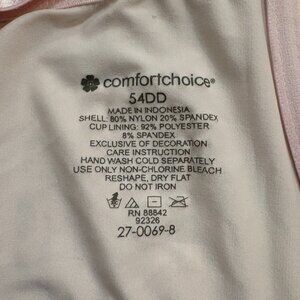 comfortchoice®
54DD
MADE IN INDONESIA
SHELL: 80% NYLON 20% SPANDEX
CUP LINING: 92% POLYESTER
8% SPANDEX
EXCLUSIVE OF DECORATION
CARE INSTRUCTION
HAND WASH COLD SEPARATELY
USE ONLY NON-CHLORINE BLEACH
RESHAPE, DRY FLAT
DO NOT IRON
RN 88842
92326
27-0069-8